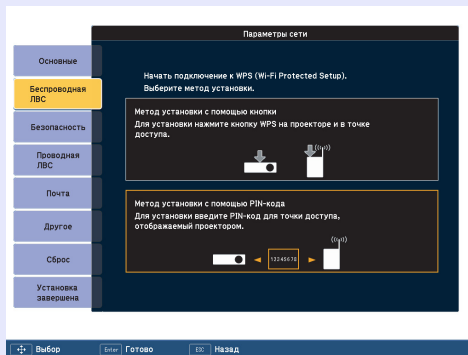 Параметры сети
Основные
Беспроводная
ЛВС
Безопасность
Проводная
ЛВС
Почта
Другое
Сброс
Установка
завершена
Начать подключение к WPS (Wi-Fi Protected Setup).
Выберите метод установки.
Метод установки с помощью кнопки
Для установки нажмите кнопку WPS на проекторе и в точке
доступа.
Метод установки с помощью PIN-кода
Для установки введите PIN-код для точки доступа,
отображаемый проектором.
12345678
Выбор
Enter Готово
ESC Назад